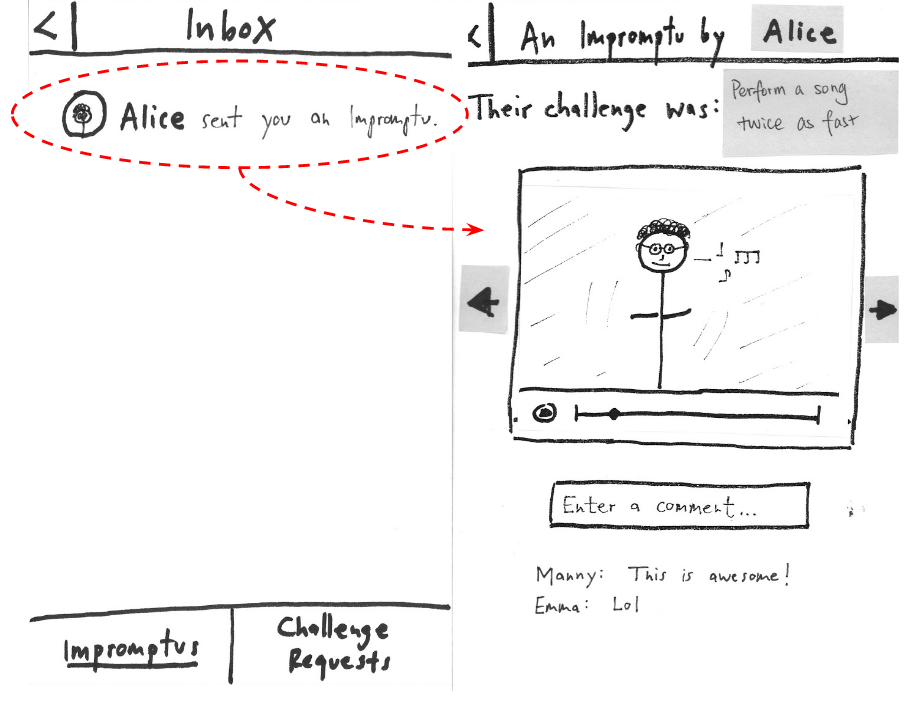 < Inbox
Alice sent you an Impromptu.
Impromptus
Challenge
Requests
< An Impromptu by Alice
Their challenge was: Perform a song
twice as fast
Enter a comment...
Manny: This is awesome!
Emma: Lol